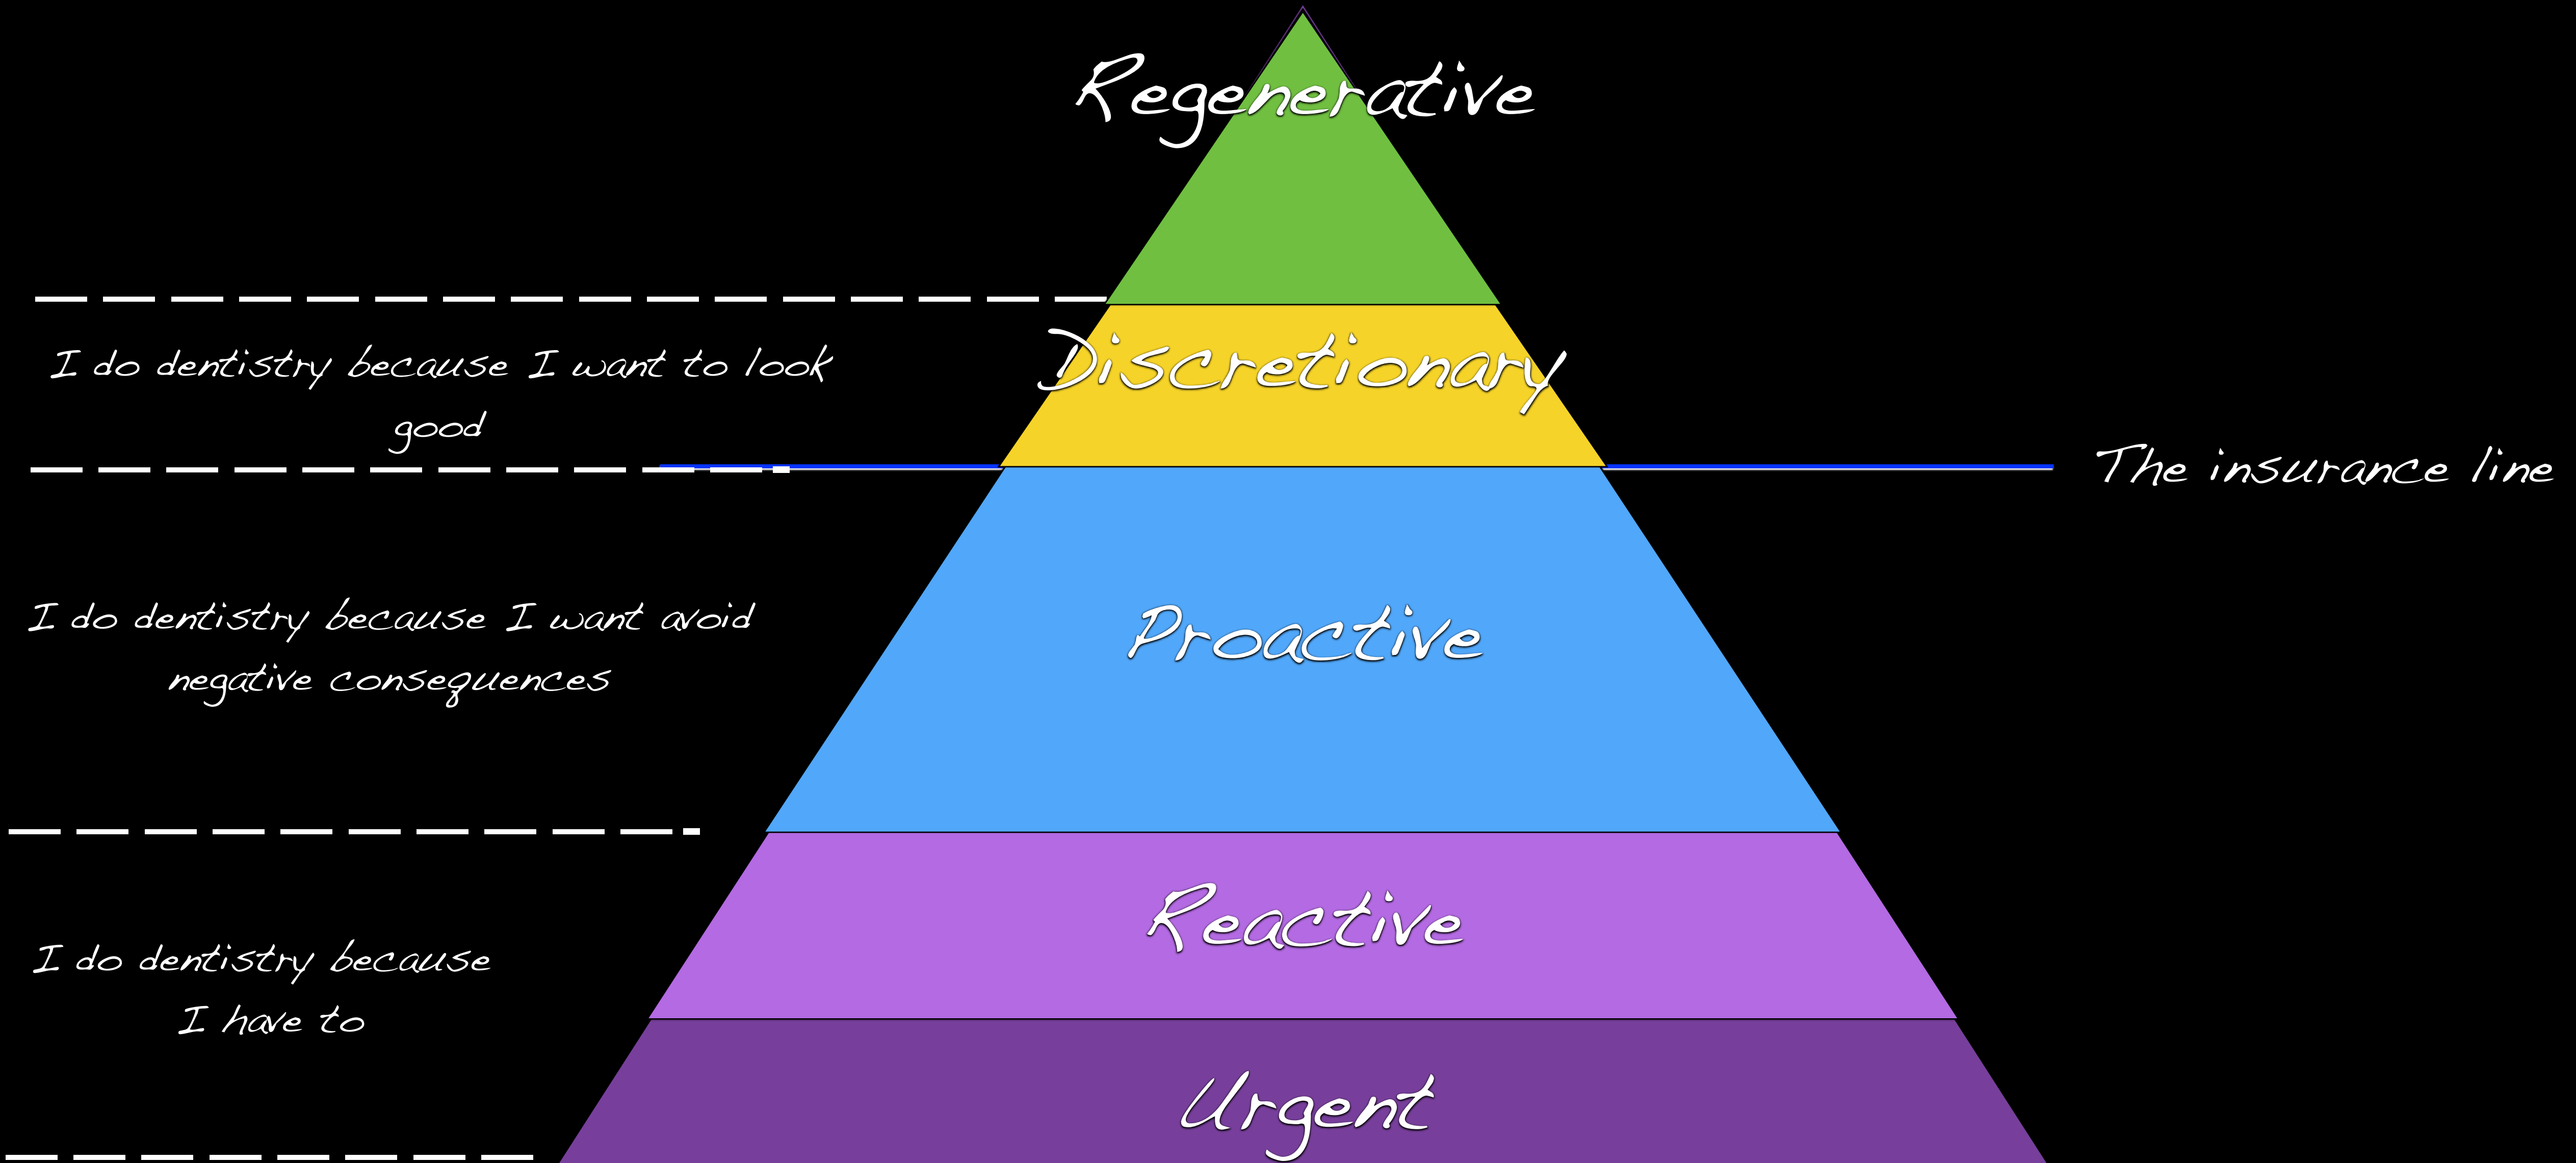 Regenerative
I do dentistry because I want to look
good
Discretionary
The insurance line
I do dentistry because I want avoid
negative consequences
Proactive
Reactive
I do dentistry because
I have to
Urgent